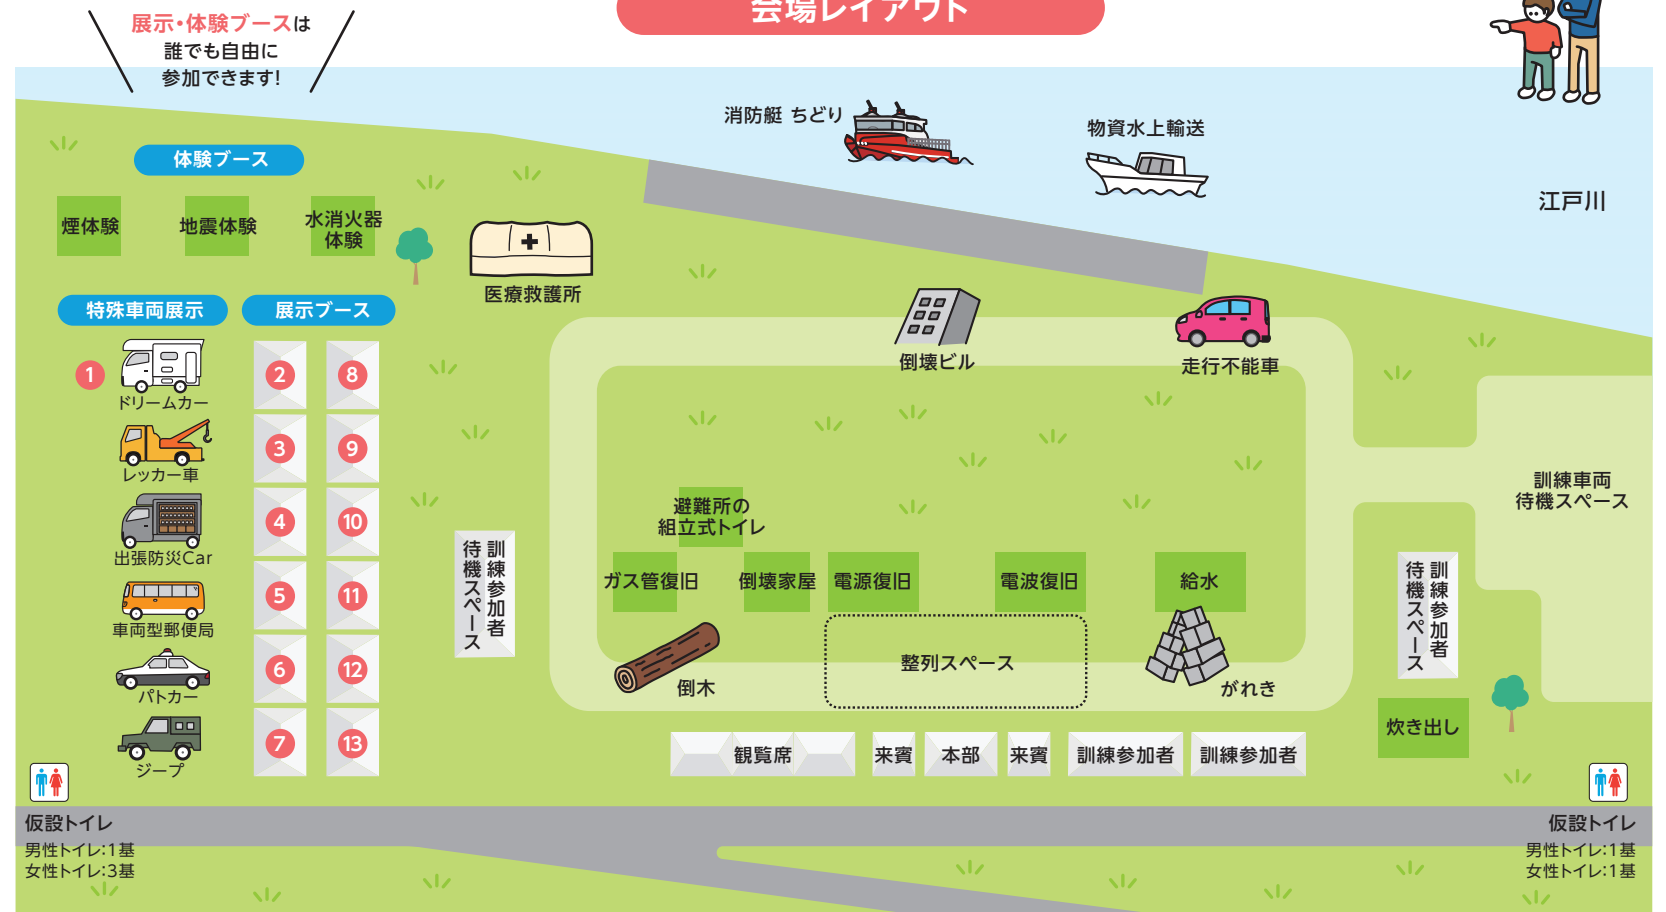 会場レイアウト
展示・体験ブースは
誰でも自由に
参加できます!
消防艇 ちどり
物資水上輸送
江戸川
体験ブース
煙体験
地震体験
水消火器
体験
医療救護所
特殊車両展示
展示ブース
1
ドリームカー
レッカー車
出張防災Car
車両型郵便局
パトカー
ジープ
2
8
3
9
4
10
5
11
6
12
7
13
倒壊ビル
走行不能車
訓練車両
待機スペース
訓練参加者
待機スペース
避難所の
組立式トイレ
ガス管復旧
倒壊家屋
電源復旧
電波復旧
給水
倒木
整列スペース
がれき
訓練参加者
待機スペース
炊き出し
観覧席
来賓
本部
来賓
訓練参加者
訓練参加者
仮設トイレ
男性トイレ:1基
女性トイレ:3基
仮設トイレ
男性トイレ:1基
女性トイレ:1基